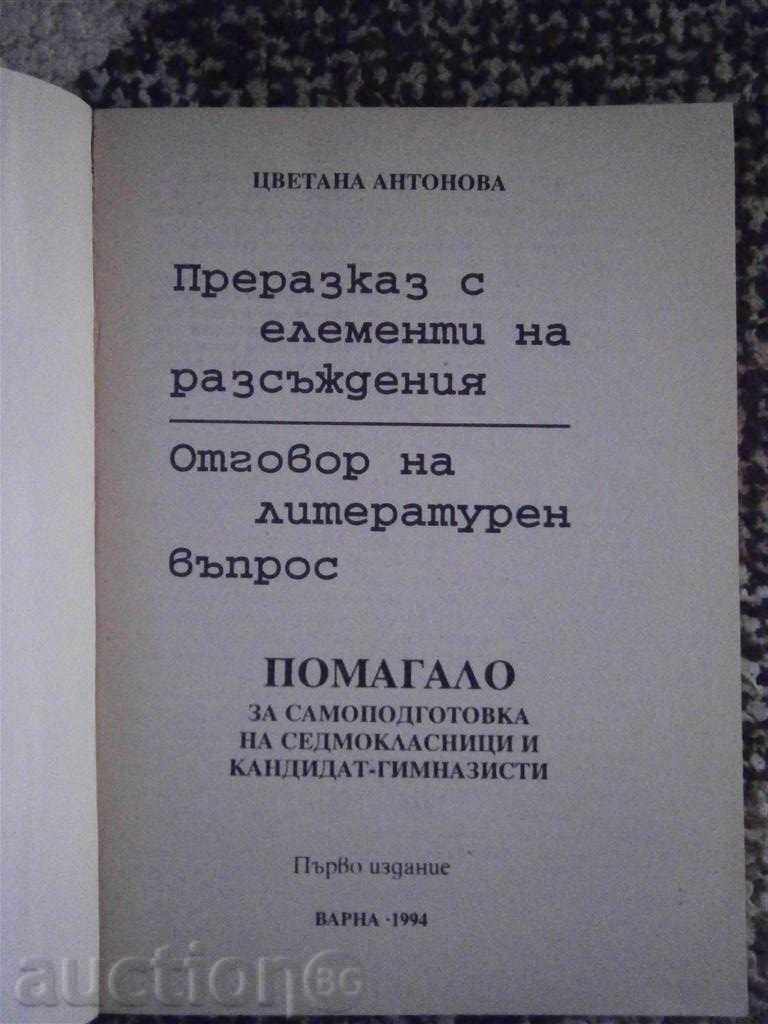 ЦВЕТАНА АНТОНОВА
Преразказ с
елементи на
разсъждения
Отговор на
литературен
въпрос
ПОМАГАЛО
ЗА САМОПОДГОТОВКА
НА СЕДМОКЛАСНИЦИ И
КАНДИДАТ-ГИМНАЗИСТИ
Първо издание
ВАРНА · 1994
auction BG